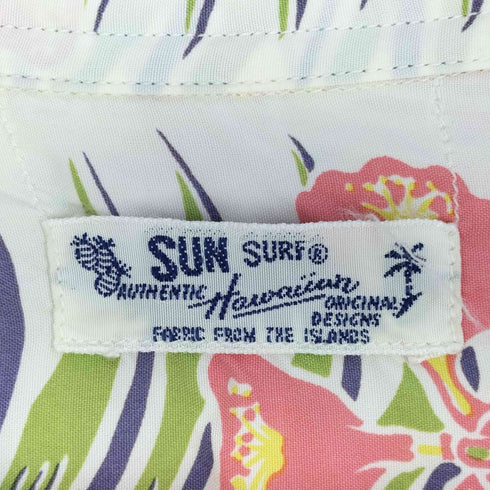 SUN SURF®
AUTHENTIC Hawaiian ORIGINAL
DESIGNS
FABRIC FROM THE ISLANDS